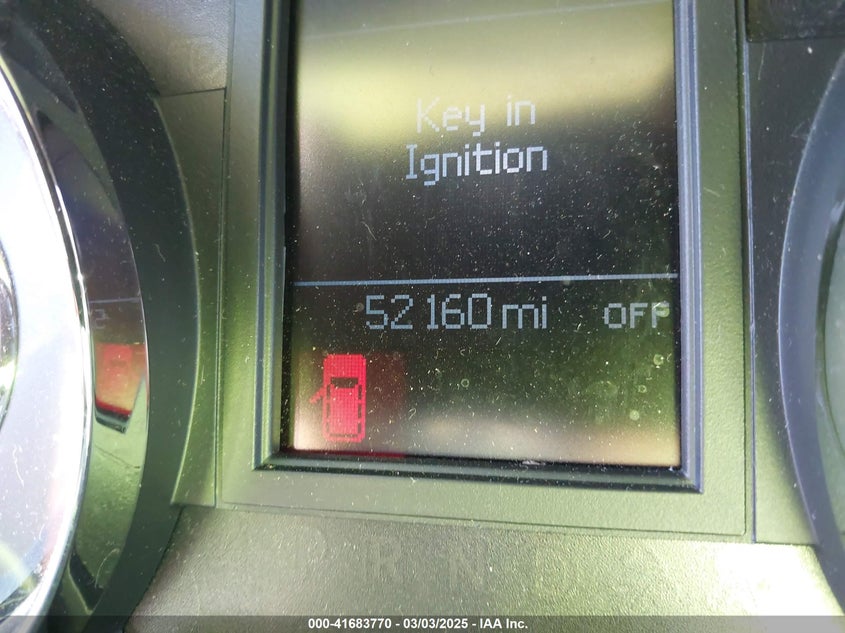 Key in
Ignition
52160 mi OFF
R N
000-41683770 - 03/03/2025 - IAA Inc.